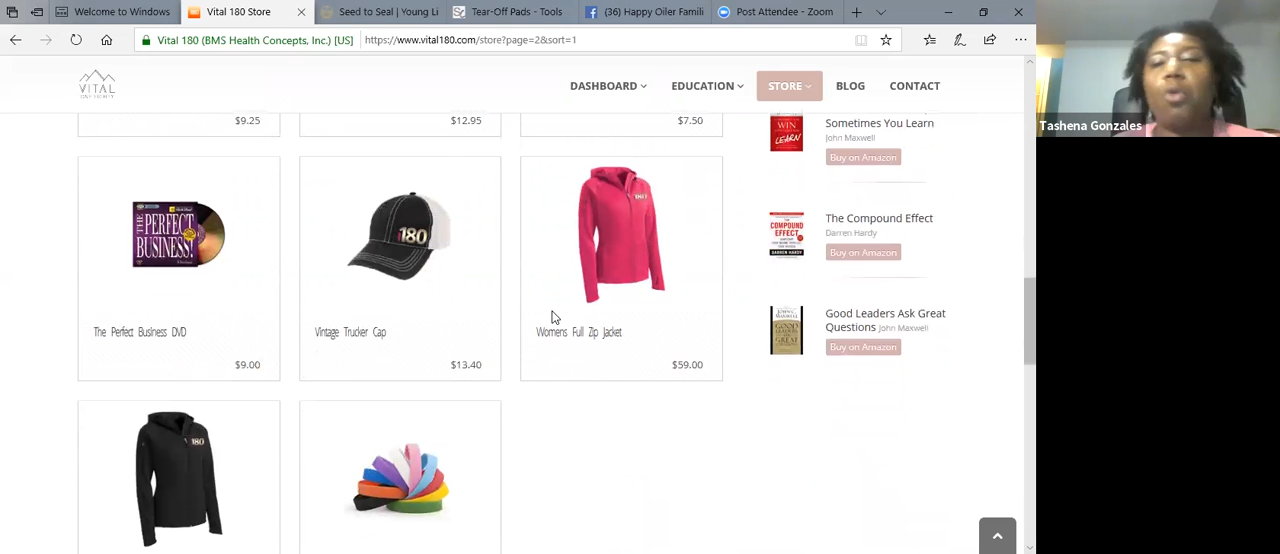 Welcome to Windows
Vital 180 Store
Seed to Seal | Young Li
Tear-Off Pads - Tools
(36) Happy Oiler Famili
Post Attendee - Zoom
Vital 180 (BMS Health Concepts, Inc.) [US]
https://www.vital180.com/store?page=2&sort=1
VITAL
DASHBOARD
EDUCATION
STORE
BLOG
CONTACT
Tashena Gonzales
$9.25
$12.95
$7.50
WIN
LEARN
Sometimes You Learn
John Maxwell
Buy on Amazon
THE PERFECT
BUSINESS!
180
180
The Perfect Business DVD
$9.00
Vintage Trucker Cap
$13.40
Womens Full Zip Jacket
$59.00
COMPOUND
EFFECT
The Compound Effect
Darren Hardy
Buy on Amazon
GOOD
LEADERS
ASK
GREAT
Good Leaders Ask Great
Questions John Maxwell
Buy on Amazon
180